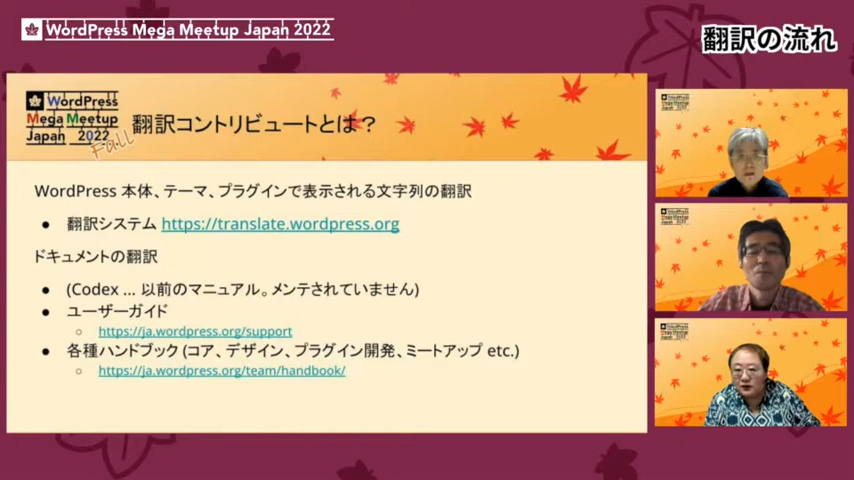 WordPress Mega Meetup Japan 2022
翻訳の流れ
WordPress
Mega Meetup
Japan 2022
Fall
翻訳コントリビュートとは？
WordPress 本体、テーマ、プラグインで表示される文字列の翻訳
● 翻訳システム https://translate.wordpress.org
ドキュメントの翻訳
● (Codex ... 以前のマニュアル。メンテされていません)
● ユーザーガイド
○ https://ja.wordpress.org/support
● 各種ハンドブック (コア、デザイン、プラグイン開発、ミートアップ etc.)
○ https://ja.wordpress.org/team/handbook/